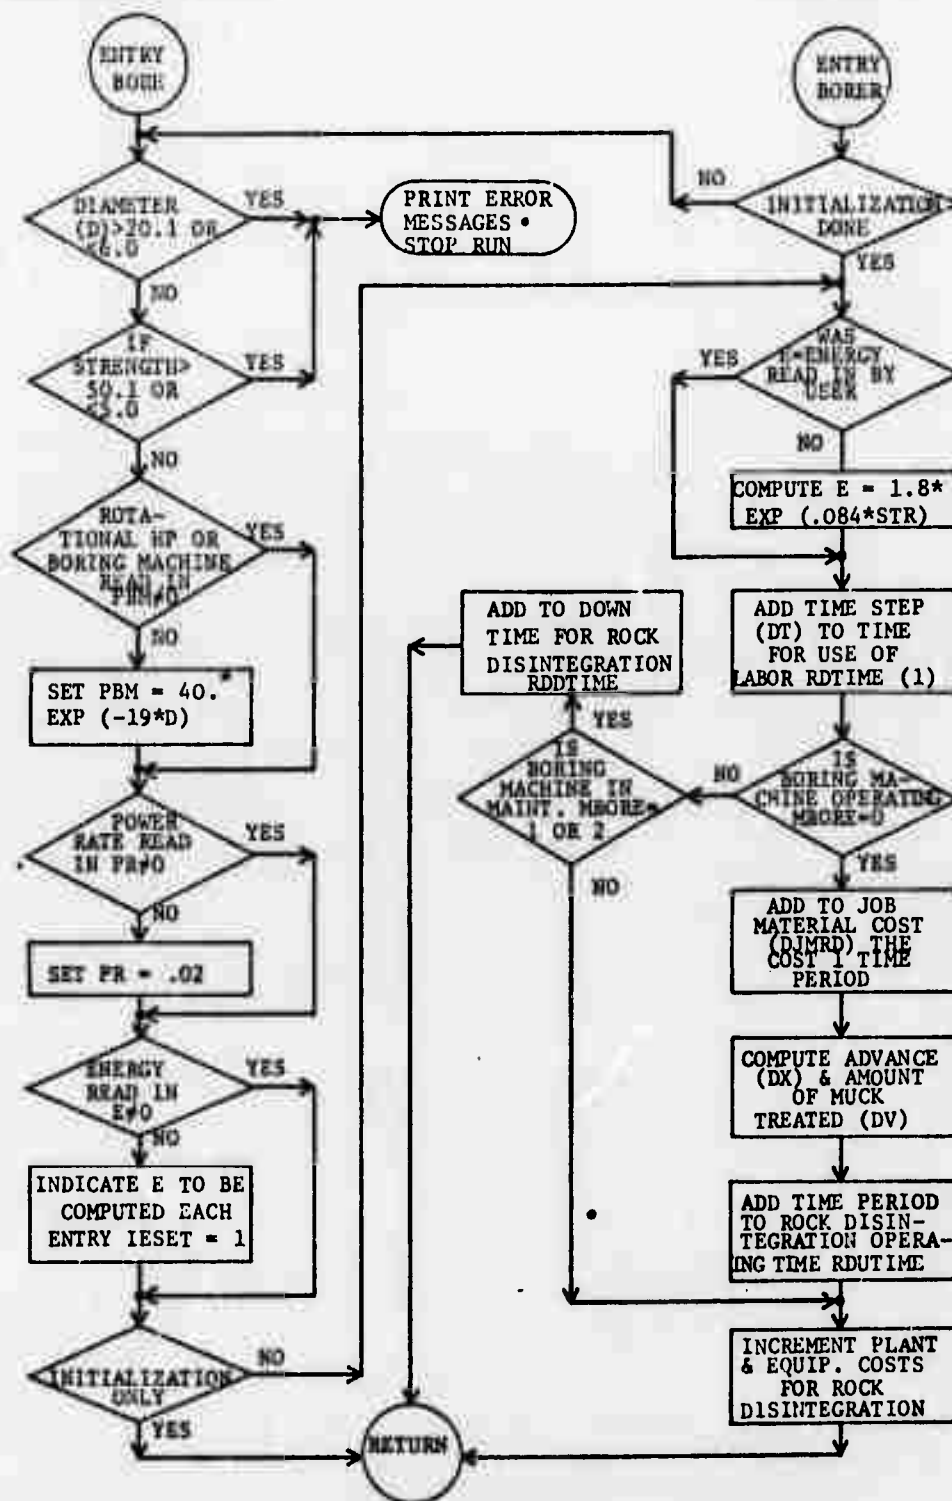 ENTRY
ENTRY
BORER
DIAMETER
(D)>20.1 OR
YES
NO
IF
STRENGTH>
50.1 OR
<5.0
YES
NO
ROTA-
TIONAL HP OR
BORING MACHINE
READ IN
PBM≠0
YES
NO
SET PBM = 40.*
EXP (-19*D)
POWER
RATE READ
IN PR≠0
YES
NO
SET PR = .02
ENERGY
READ IN
E≠0
YES
NO
INDICATE E TO BE
COMPUTED EACH
ENTRY IESET = 1
INITIALIZATION
ONLY
NO
YES
PRINT ERROR
MESSAGES •
STOP RUN
NO
INITIALIZATION
DONE
YES
WAS
E=ENERGY
READ IN BY
USER
YES
NO
COMPUTE E = 1.8*
EXP (.084*STR)
ADD TIME STEP
(DT) TO TIME
FOR USE OF
LABOR RDTIME (1)
IS
BORING MA-
CHINE OPERATING
MBORE=0
NO
YES
ADD TO DOWN
TIME FOR ROCK
DISINTEGRATION
RDDTIME
YES
IS
BORING
MACHINE IN
MAINT. MBORE=
1 OR 2
NO
ADD TO JOB
MATERIAL COST
(DJMRD) THE
COST 1 TIME
PERIOD
COMPUTE ADVANCE
(DX) & AMOUNT
OF MUCK
TREATED (DV)
ADD TIME PERIOD
TO ROCK DISIN-
TEGRATION OPERA-
ING TIME RDUTIME
INCREMENT PLANT
& EQUIP. COSTS
FOR ROCK
DISINTEGRATION
RETURN